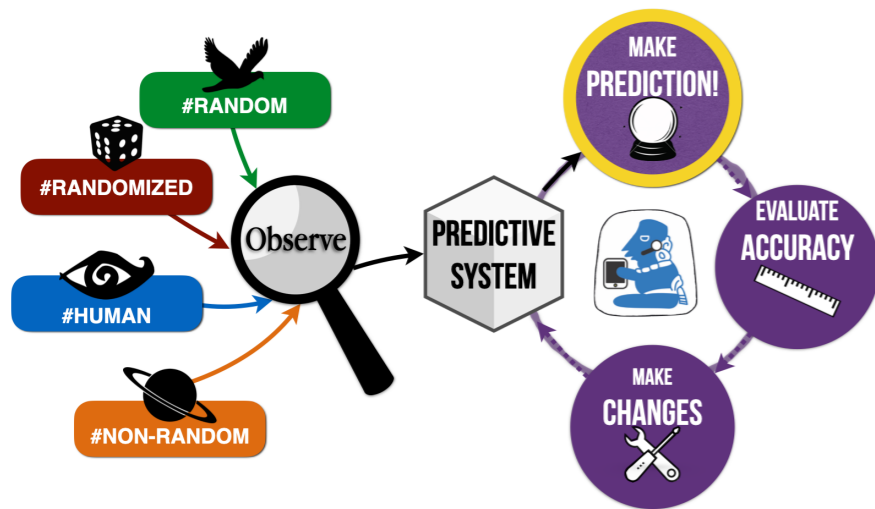 #RANDOM
#RANDOMIZED
#HUMAN
#NON-RANDOM
Observe
PREDICTIVE
SYSTEM
MAKE
PREDICTION!
EVALUATE
ACCURACY
MAKE
CHANGES